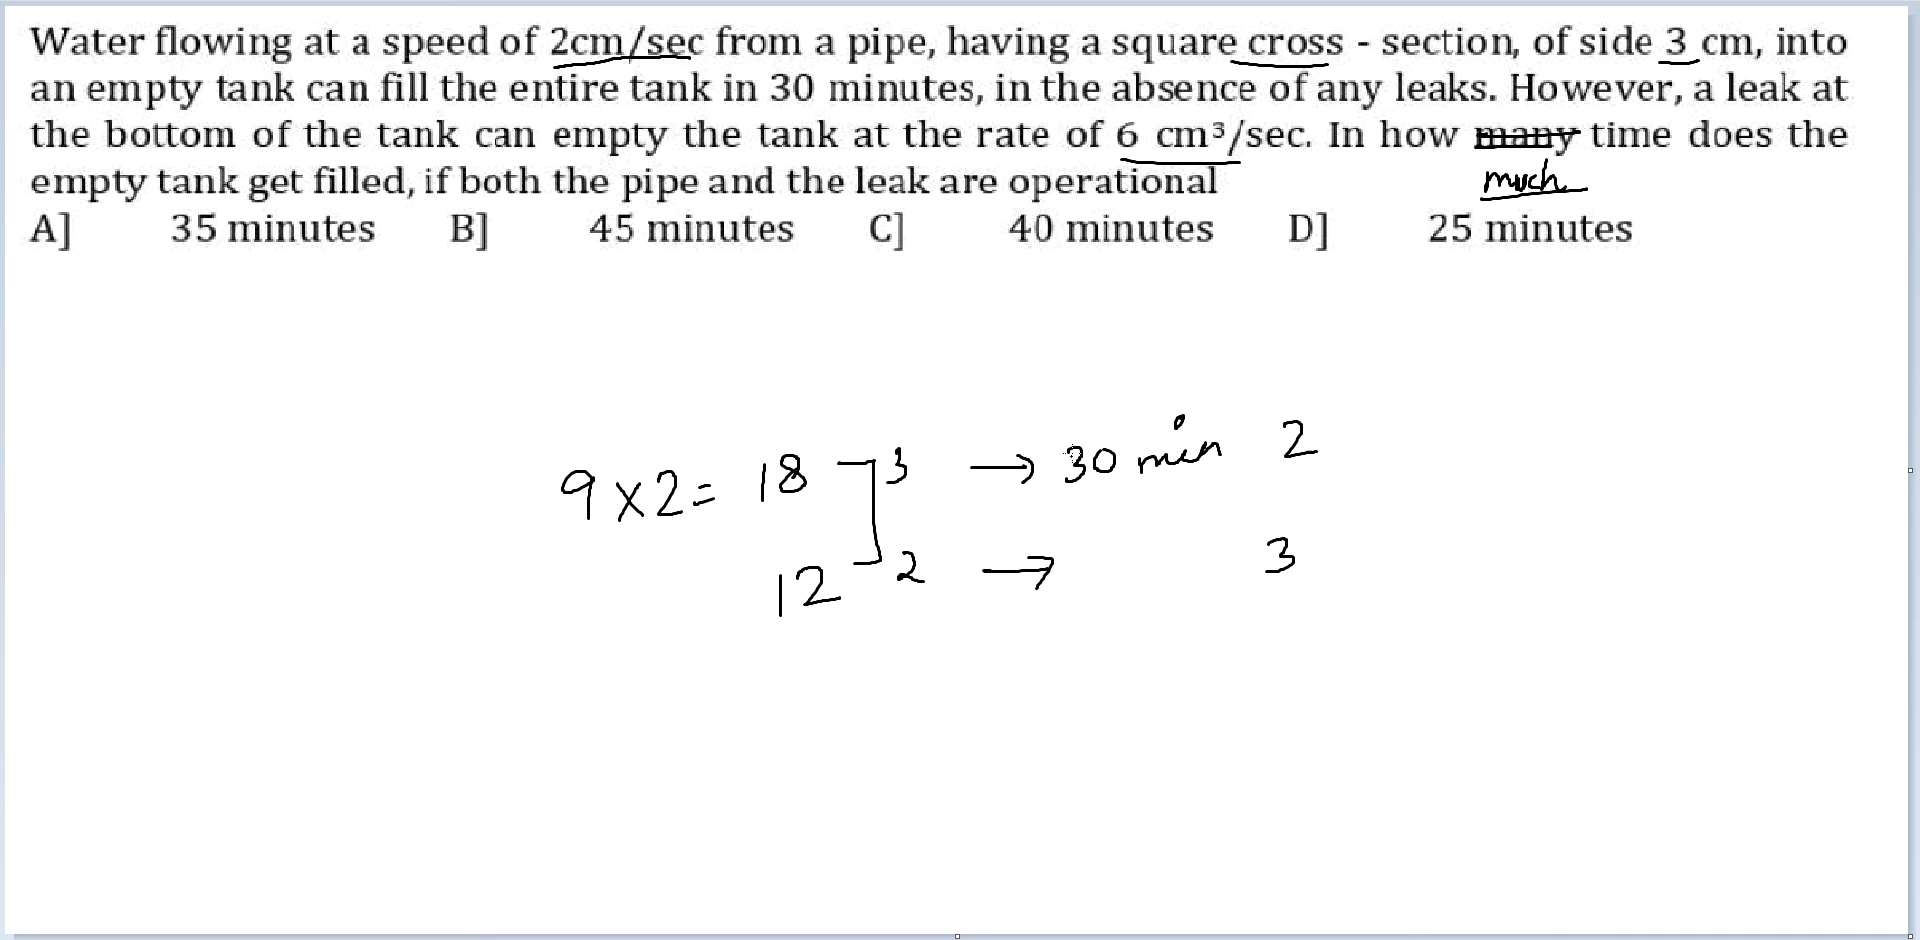 Water flowing at a speed of 2cm/sec from a pipe, having a square cross - section, of side 3 cm, into
an empty tank can fill the entire tank in 30 minutes, in the absence of any leaks. However, a leak at
the bottom of the tank can empty the tank at the rate of 6 cm³/sec. In how many time does the
empty tank get filled, if both the pipe and the leak are operational
much
A] 35 minutes B] 45 minutes C] 40 minutes D] 25 minutes
9 x 2 = 18 3 → 30 min 2
12 2 → 3